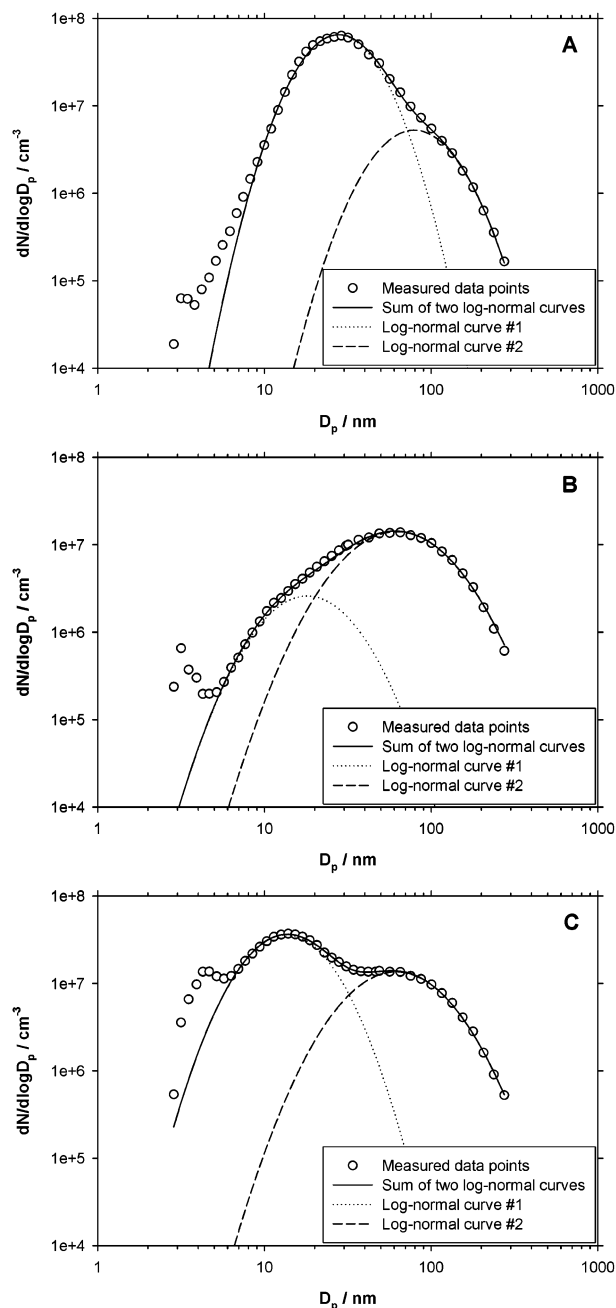 1e+8
A
1e+7
dN/dlogDp / cm-3
1e+6
1e+5
Measured data points
Sum of two log-normal curves
Log-normal curve #1
Log-normal curve #2
1e+4
1 10 100 1000
Dp / nm
1e+8
B
1e+7
dN/dlogDp / cm-3
1e+6
1e+5
Measured data points
Sum of two log-normal curves
Log-normal curve #1
Log-normal curve #2
1e+4
1 10 100 1000
Dp / nm
1e+8
C
1e+7
dN/dlogDp / cm-3
1e+6
1e+5
Measured data points
Sum of two log-normal curves
Log-normal curve #1
Log-normal curve #2
1e+4
1 10 100 1000
Dp / nm